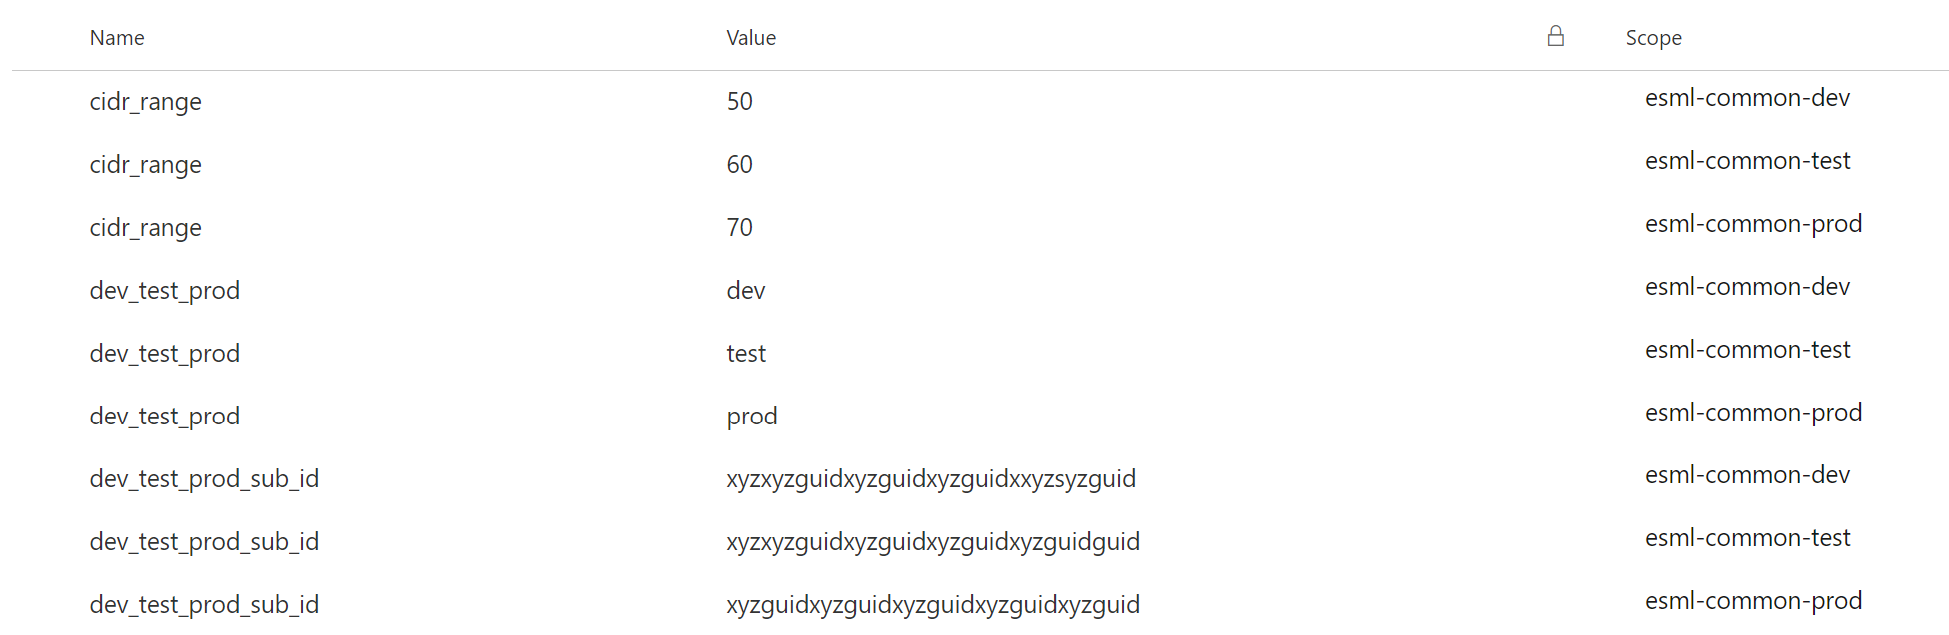 Name Value Scope
cidr_range 50 esml-common-dev
cidr_range 60 esml-common-test
cidr_range 70 esml-common-prod
dev_test_prod dev esml-common-dev
dev_test_prod test esml-common-test
dev_test_prod prod esml-common-prod
dev_test_prod_sub_id xyzxyzguidxyzguidxyzguidxxyzsyzguid esml-common-dev
dev_test_prod_sub_id xyzxyzguidxyzguidxyzguidxyzguidguid esml-common-test
dev_test_prod_sub_id xyzguidxyzguidxyzguidxyzguidxyzguid esml-common-prod